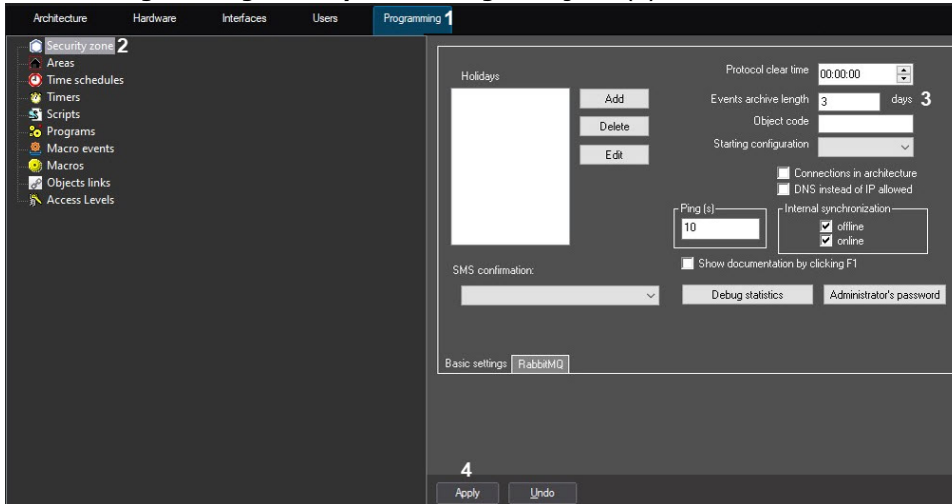 Architecture Hardware Interfaces Users Programming 1
Security zone 2
Areas
Time schedules
Timers
Scripts
Programs
Macro events
Macros
Objects links
Access Levels
Holidays
Add
Delete
Edit
SMS confirmation:
Protocol clear time 00:00:00
Events archive length 3 days 3
Object code
Starting configuration
Connections in architecture
DNS instead of IP allowed
Ping (s)
10
Internal synchronization
offline
online
Show documentation by clicking F1
Debug statistics Administrator's password
Basic settings RabbitMQ
4
Apply Undo